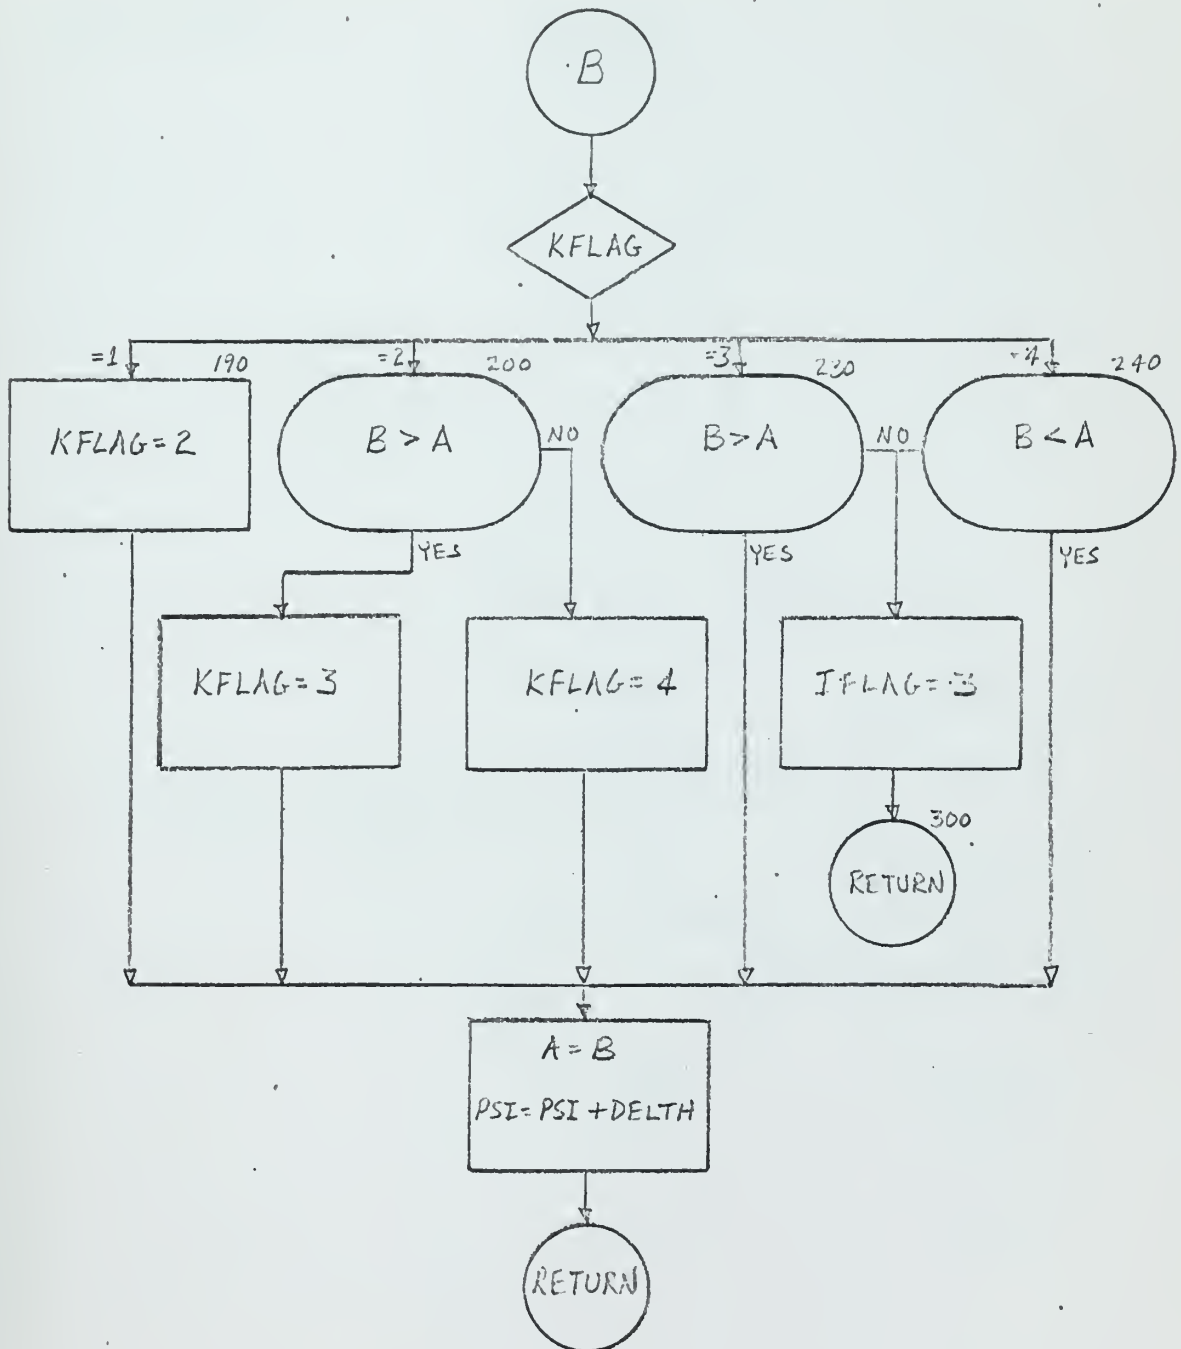 B
KFLAG
=1 190
=2 200
=3 230
=4 240
KFLAG=2
B > A
NO
B > A
NO
B < A
YES
YES
YES
KFLAG=3
KFLAG=4
IFLAG=3
300
RETURN
A = B
PSI=PSI+DELTH
RETURN